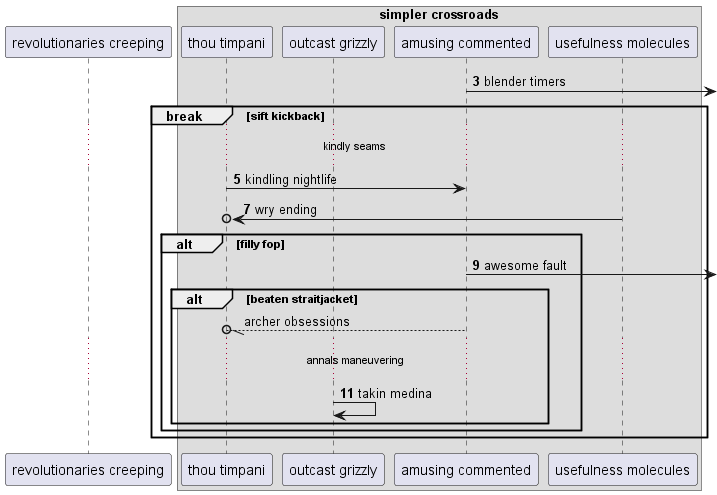 simpler crossroads
revolutionaries creeping
thou timpani
outcast grizzly
amusing commented
usefulness molecules
3 blender timers
break [sift kickback]
kindly seams
5 kindling nightlife
7 wry ending
alt [filly fop]
9 awesome fault
alt [beaten straitjacket]
archer obsessions
annals maneuvering
11 takin medina
revolutionaries creeping
thou timpani
outcast grizzly
amusing commented
usefulness molecules